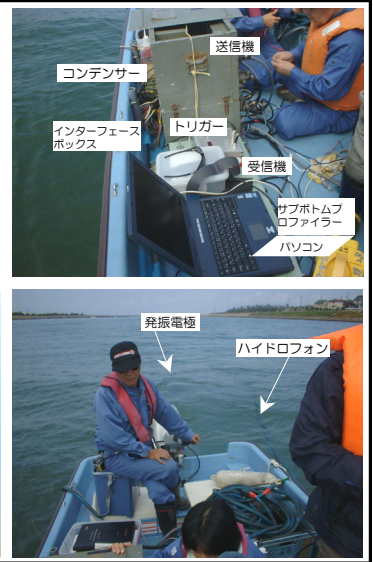 送信機
コンデンサー
トリガー
インターフェース
ボックス
受信機
サブボトムプ
ロファイラー
パソコン
発振電極
ハイドロフォン